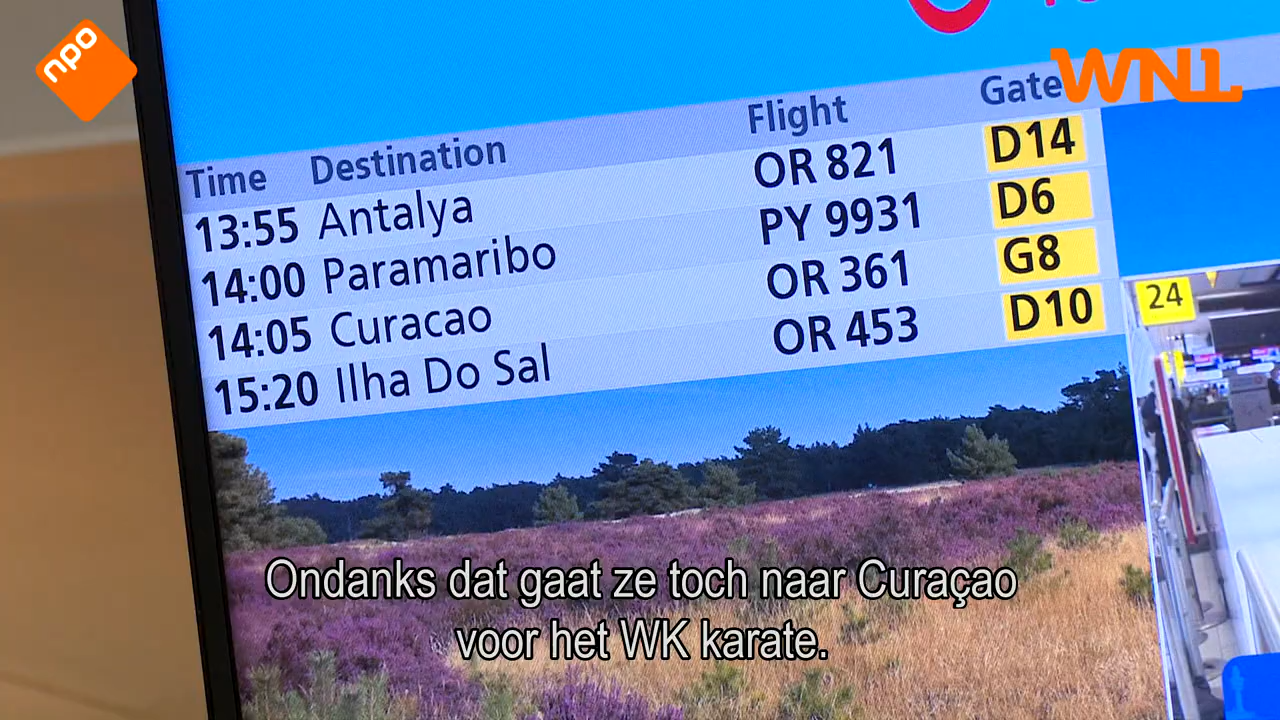 npo
WNL
Time Destination Flight Gate
13:55 Antalya OR 821 D14
14:00 Paramaribo PY 9931 D6
14:05 Curacao OR 361 G8
15:20 Ilha Do Sal OR 453 D10
24
Ondanks dat gaat ze toch naar Curaçao
voor het WK karate.